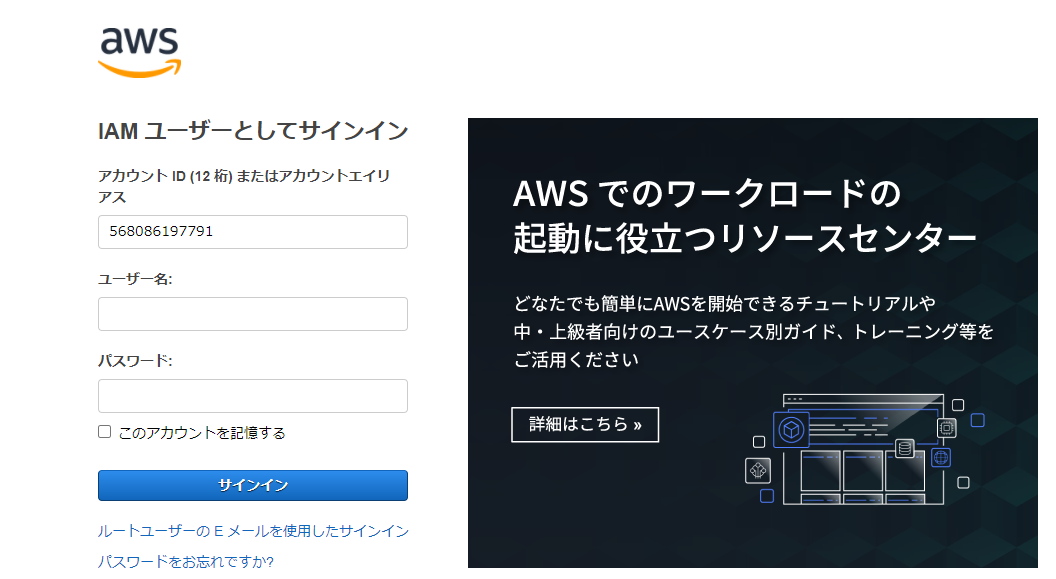 aws
IAM ユーザーとしてサインイン
アカウント ID (12 桁) またはアカウントエイリ
アス
568086197791
ユーザー名:
パスワード:
このアカウントを記憶する
サインイン
ルートユーザーの E メールを使用したサインイン
パスワードをお忘れですか?
AWS でのワークロードの
起動に役立つリソースセンター
どなたでも簡単にAWSを開始できるチュートリアルや
中・上級者向けのユースケース別ガイド、トレーニング等を
ご活用ください
詳細はこちら »